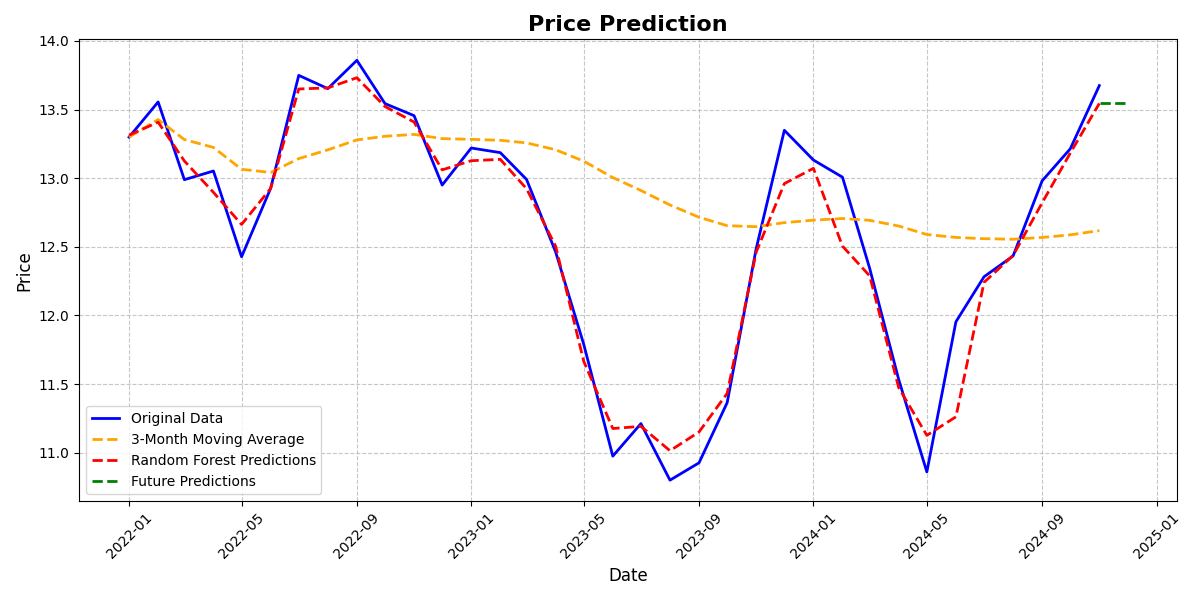 Price Prediction
14.0
13.5
13.0
12.5
12.0
11.5
11.0
Price
Original Data
3-Month Moving Average
Random Forest Predictions
Future Predictions
2022-01
2022-05
2022-09
2023-01
2023-05
2023-09
2024-01
2024-05
2024-09
2025-01
Date